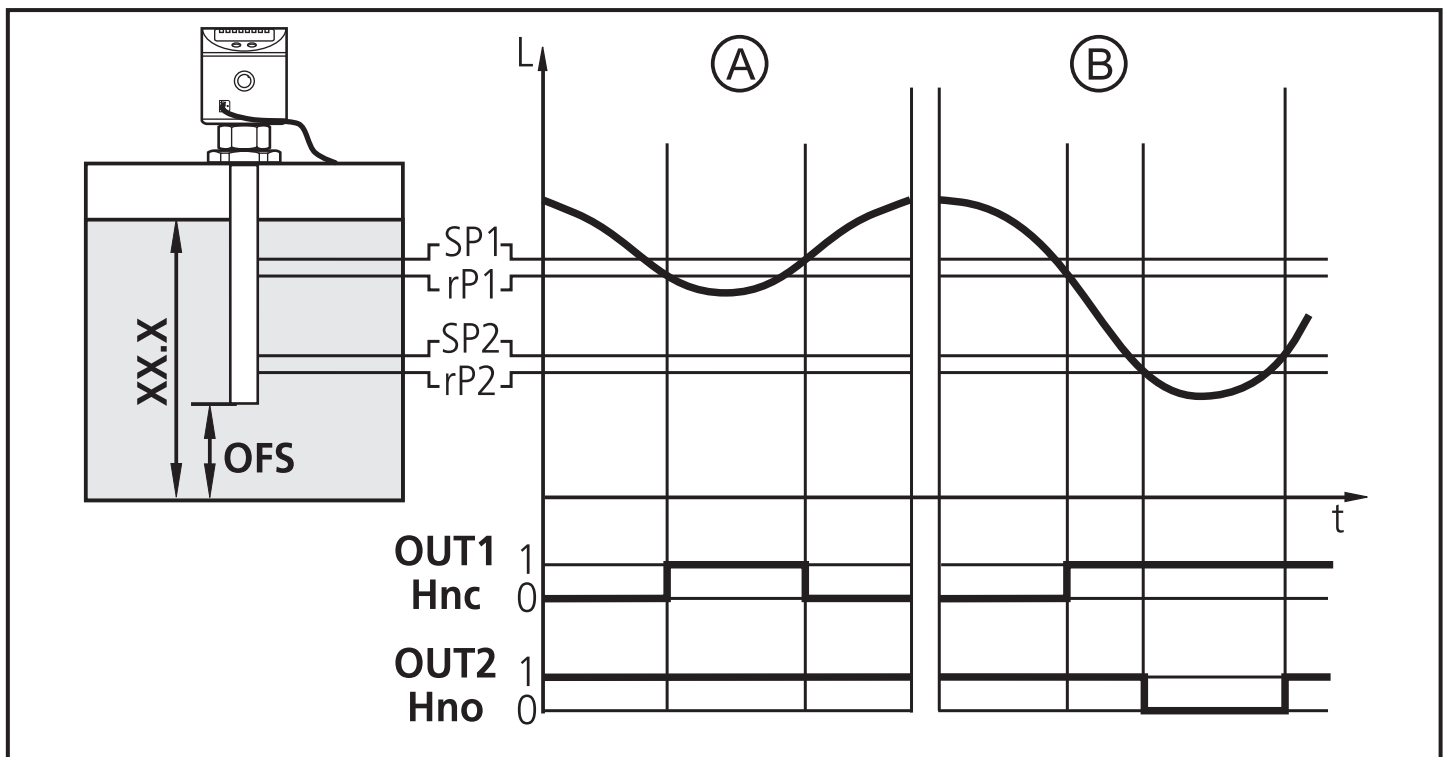 L
A
B
SP1
rP1
SP2
rP2
XX.X
OFS
t
OUT1 1
Hnc 0
OUT2 1
Hno 0